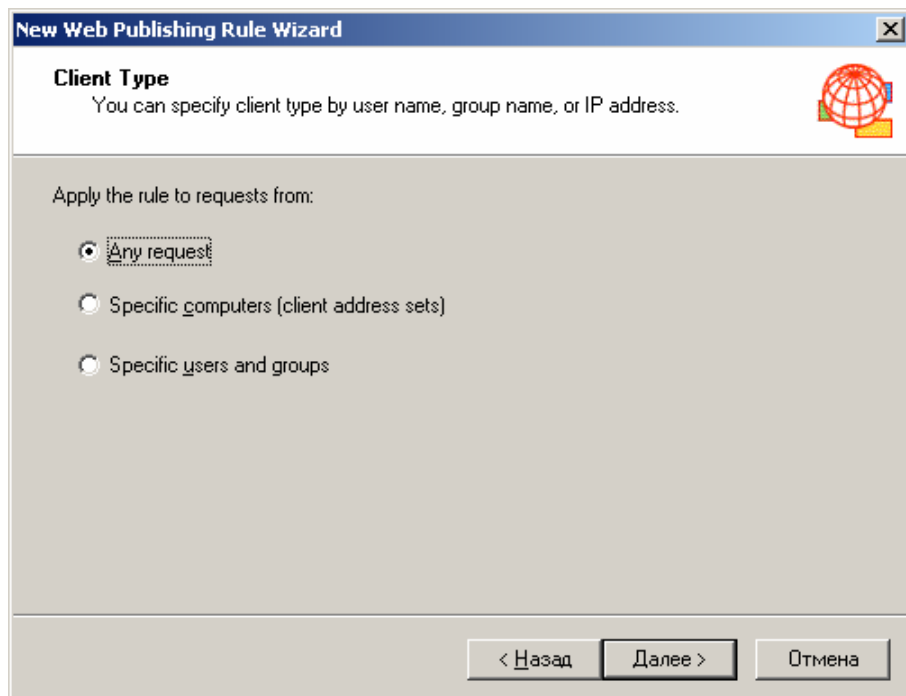 New Web Publishing Rule Wizard
Client Type
You can specify client type by user name, group name, or IP address.
Apply the rule to requests from:
Any request
Specific computers (client address sets)
Specific users and groups
< Назад Далее > Отмена